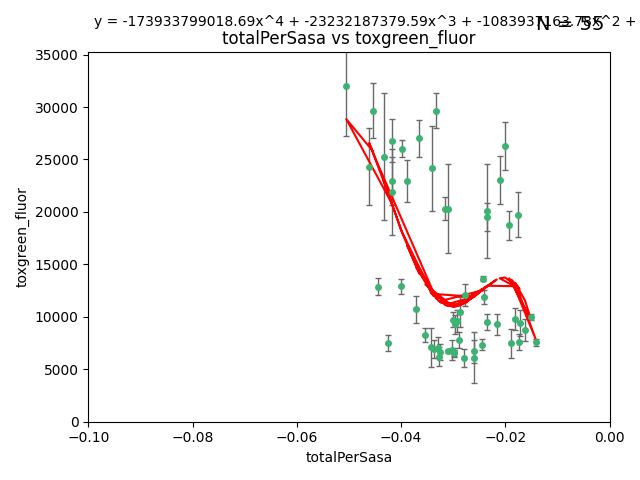 y = -173933799018.69x^4 + -23232187379.59x^3 + -1083937163.78x^2 +
N = 55
totalPerSasa vs toxgreen_fluor
35000
30000
25000
20000
15000
10000
5000
0
toxgreen_fluor
−0.10 −0.08 −0.06 −0.04 −0.02 0.00
totalPerSasa